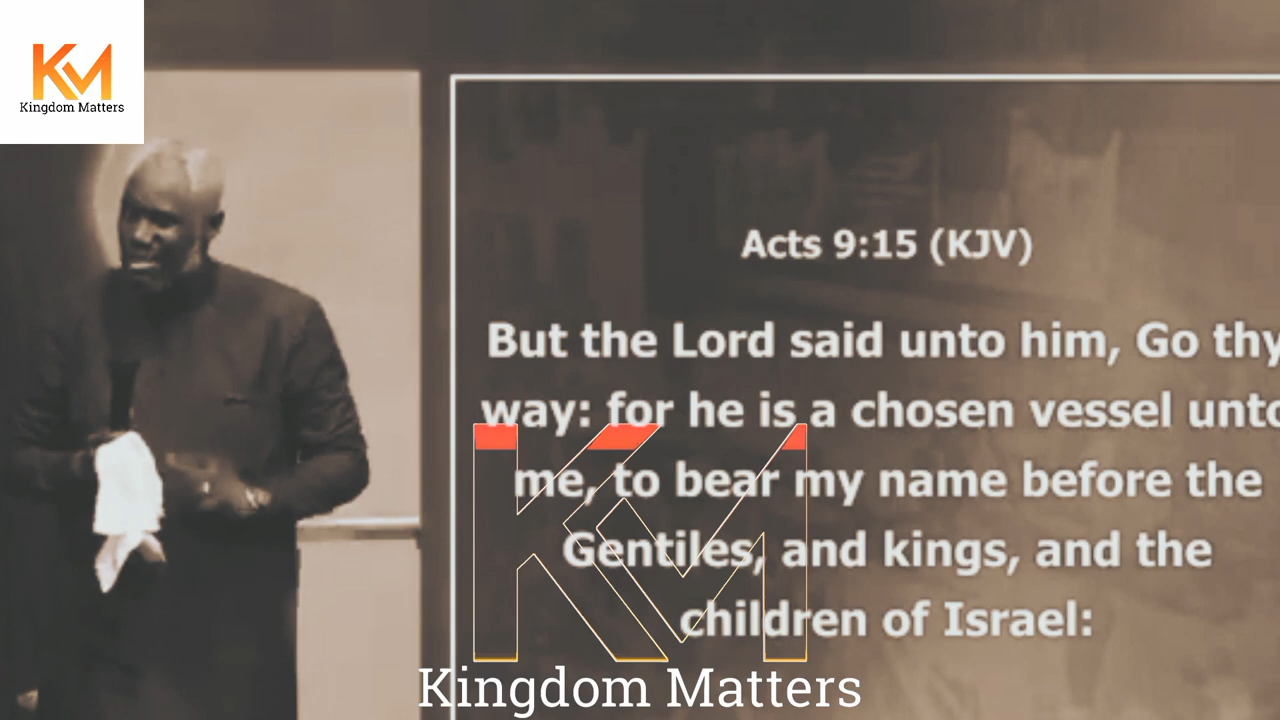 KM
Kingdom Matters
Acts 9:15 (KJV)
But the Lord said unto him, Go thy
way: for he is a chosen vessel unto
me, to bear my name before the
Gentiles, and kings, and the
children of Israel:
KM
Kingdom Matters